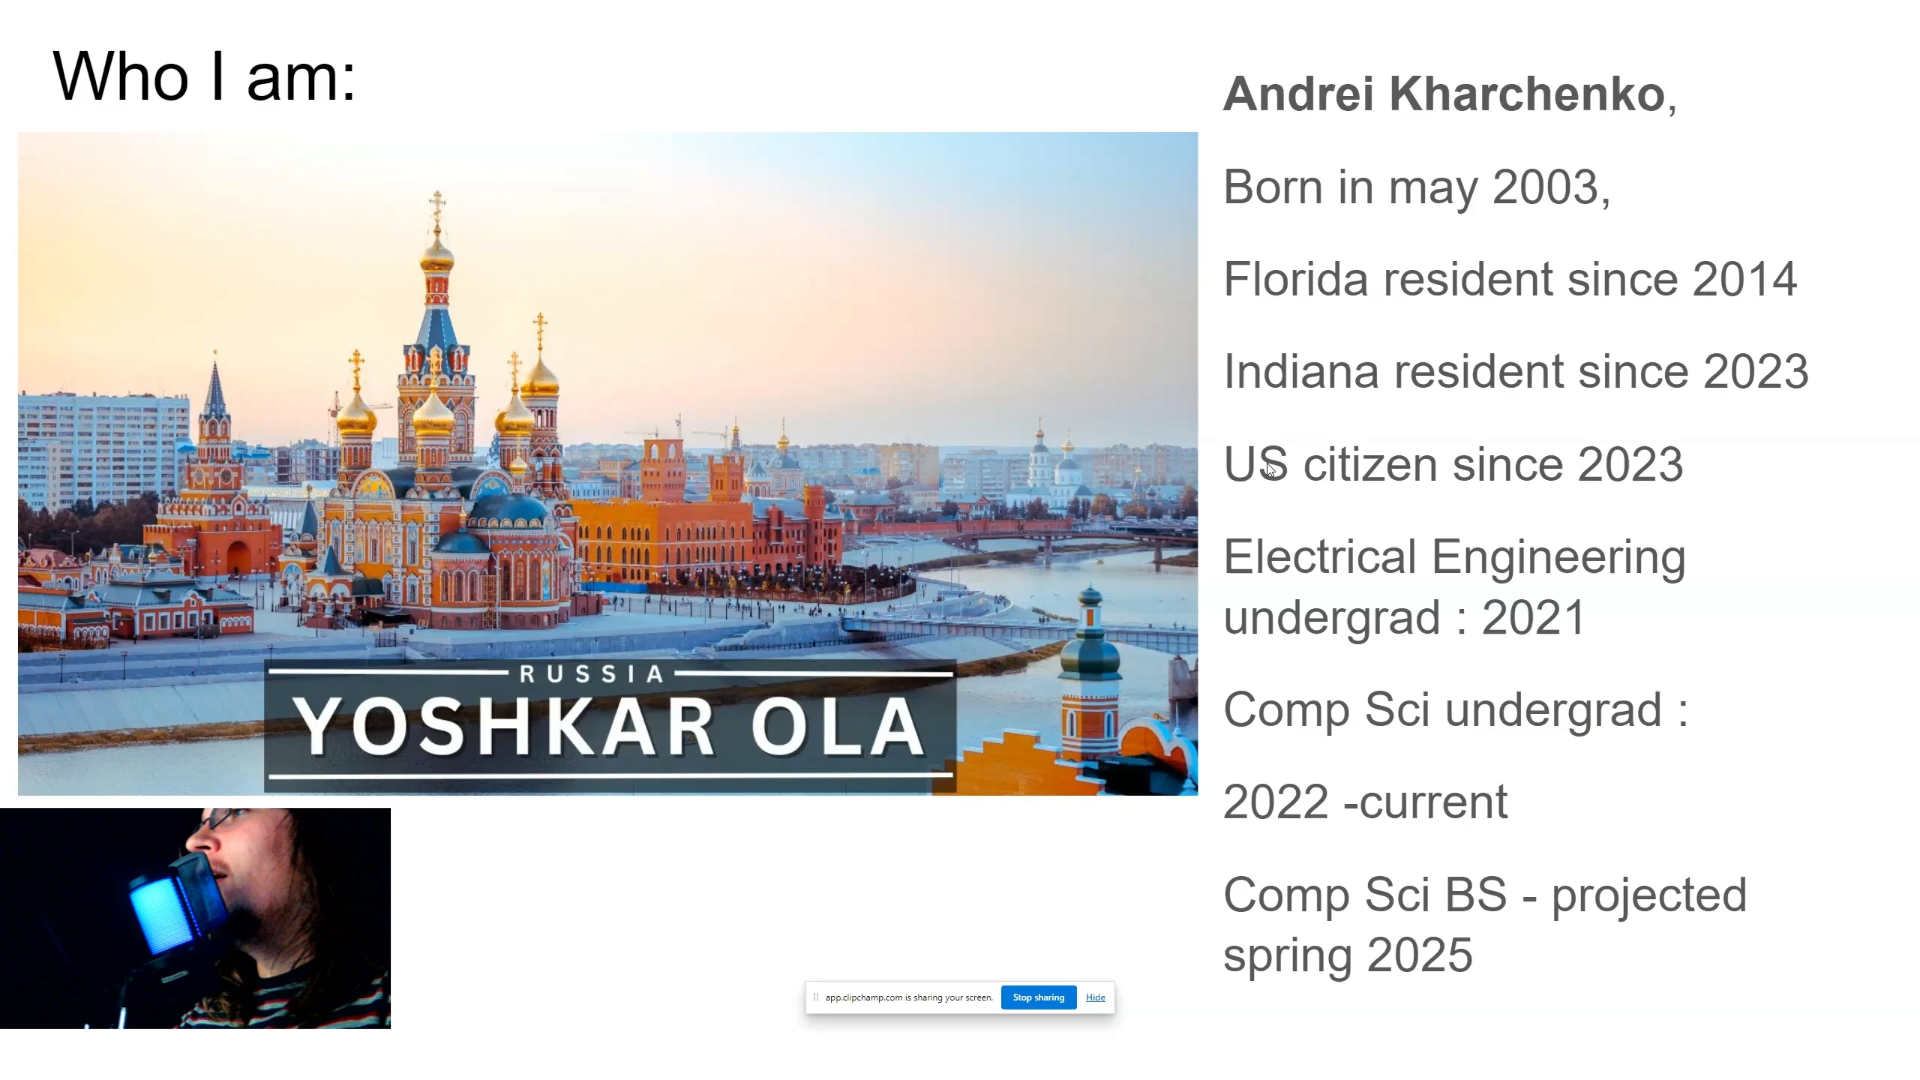 Who I am:
RUSSIA
YOSHKAR OLA
Andrei Kharchenko,
Born in may 2003,
Florida resident since 2014
Indiana resident since 2023
US citizen since 2023
Electrical Engineering
undergrad : 2021
Comp Sci undergrad :
2022 -current
Comp Sci BS - projected
spring 2025
app.clipchamp.com is sharing your screen. Stop sharing Hide